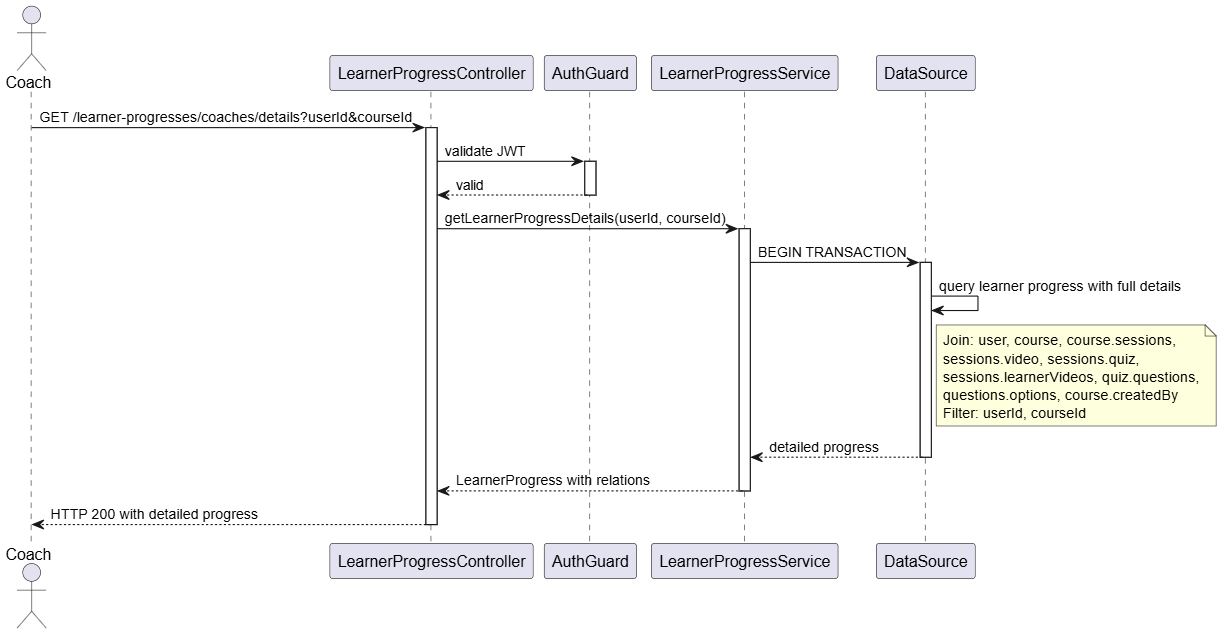 Coach
LearnerProgressController
AuthGuard
LearnerProgressService
DataSource
GET /learner-progresses/coaches/details?userId&courseId
validate JWT
valid
getLearnerProgressDetails(userId, courseId)
BEGIN TRANSACTION
query learner progress with full details
Join: user, course, course.sessions,
sessions.video, sessions.quiz,
sessions.learnerVideos, quiz.questions,
questions.options, course.createdBy
Filter: userId, courseId
detailed progress
LearnerProgress with relations
HTTP 200 with detailed progress
Coach
LearnerProgressController
AuthGuard
LearnerProgressService
DataSource